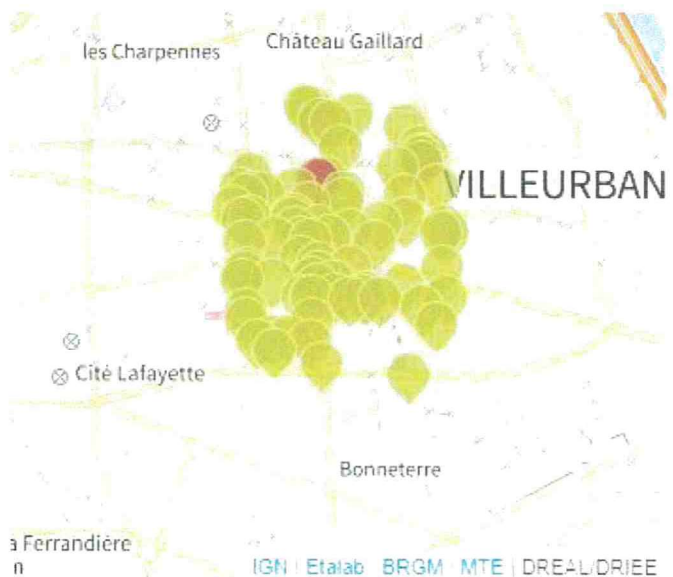 Château Gaillard
les Charpennes
VILLEURBAN
Cité Lafayette
Bonneterre
a Ferrandière
n
IGN | Etalab BRGM MTE | DREAL/DRIEE